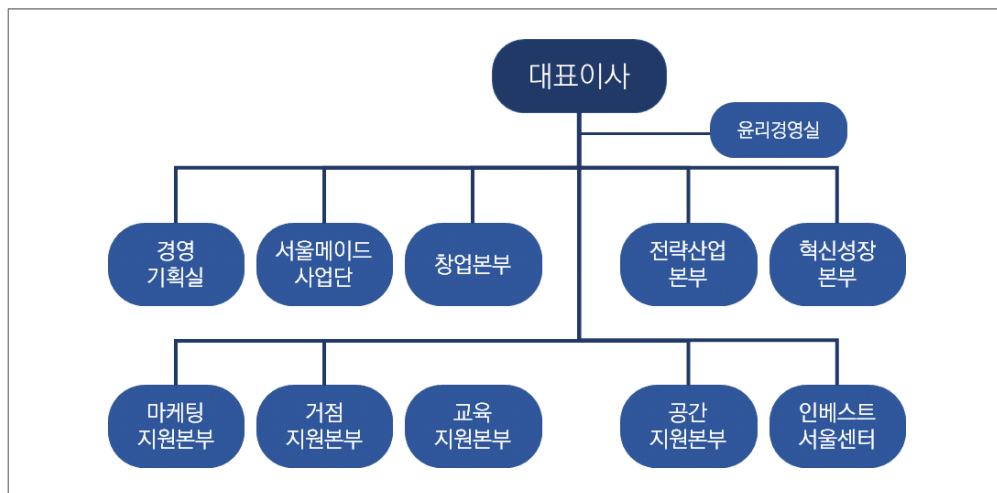 대표이사
윤리경영실
경영
기획실
서울메이드
사업단
창업본부
전략산업
본부
혁신성장
본부
마케팅
지원본부
거점
지원본부
교육
지원본부
공간
지원본부
인베스트
서울센터